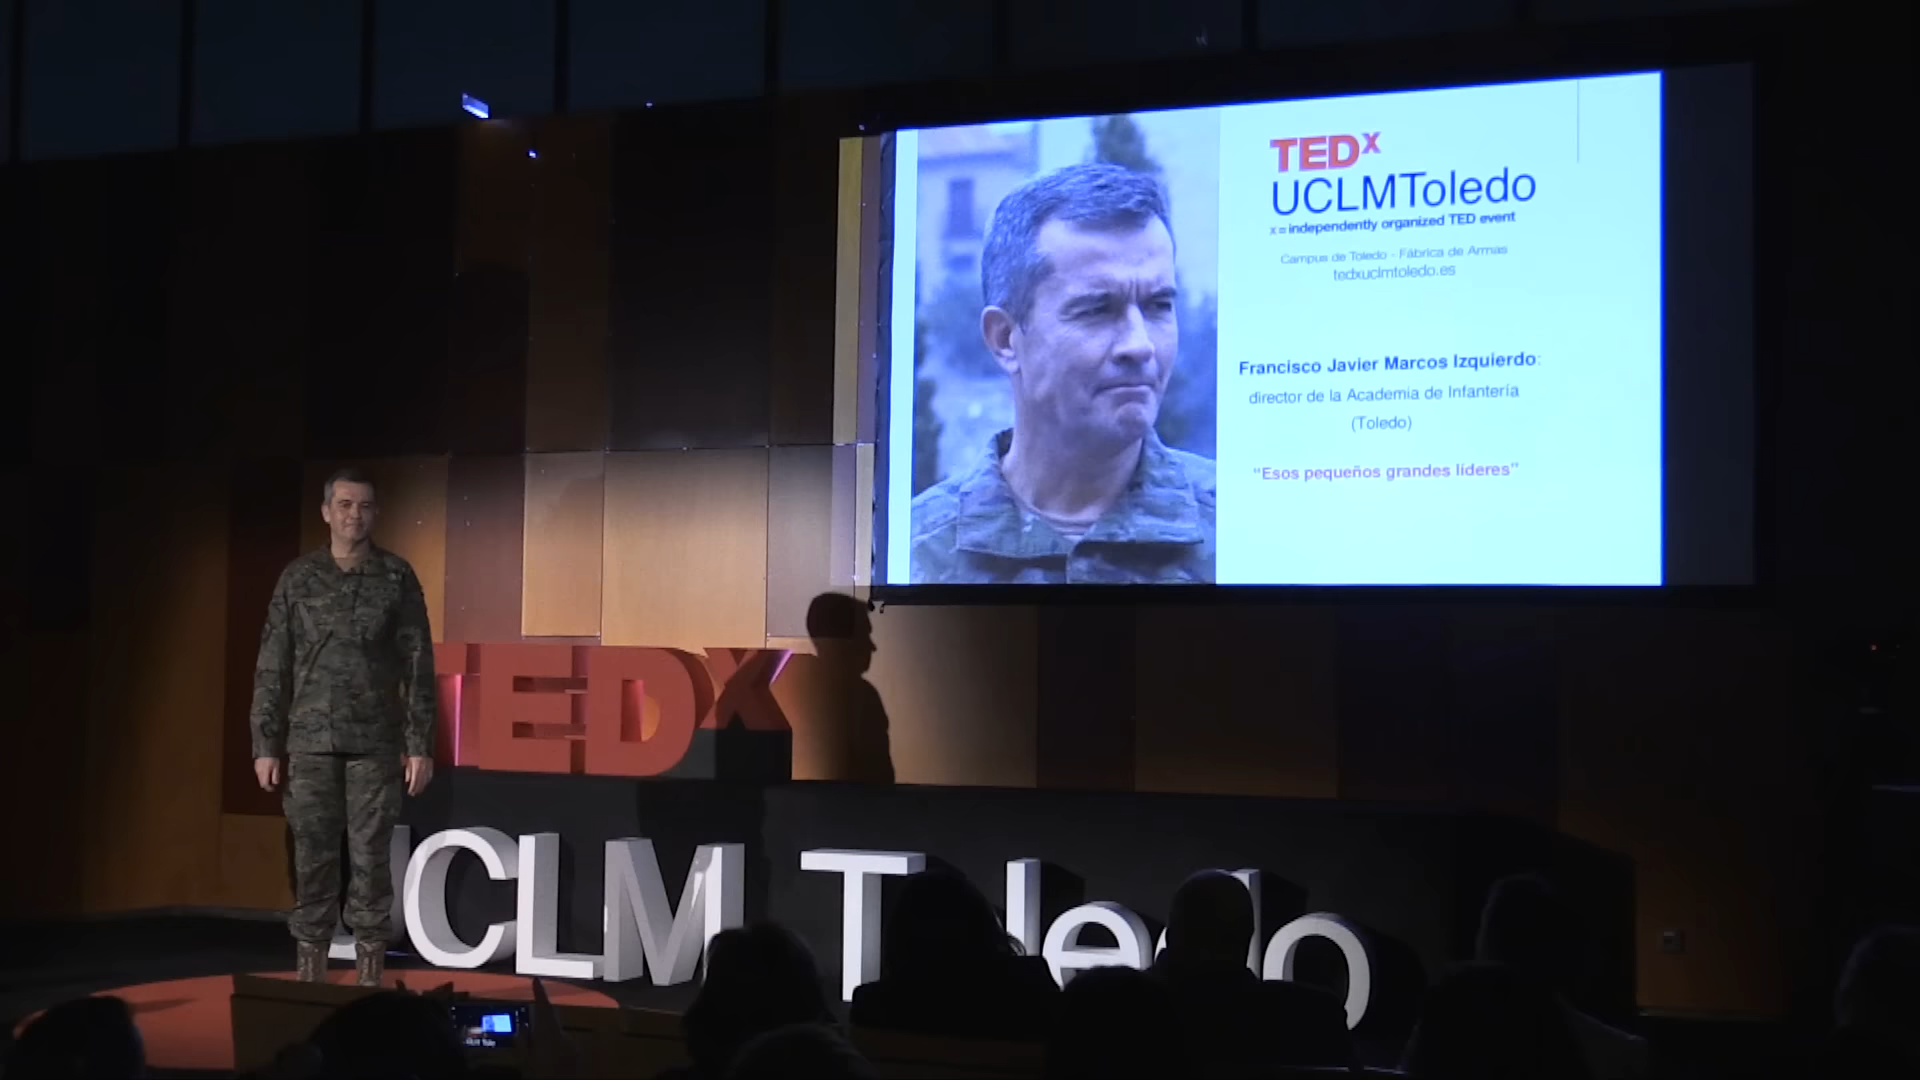 TEDx
UCLMToledo
x = independently organized TED event
Campus de Toledo - Fábrica de Armas
tedxuclmtoledo.es
Francisco Javier Marcos Izquierdo:
director de la Academia de Infantería
(Toledo)
"Esos pequeños grandes líderes"
TEDx
UCLM Toledo